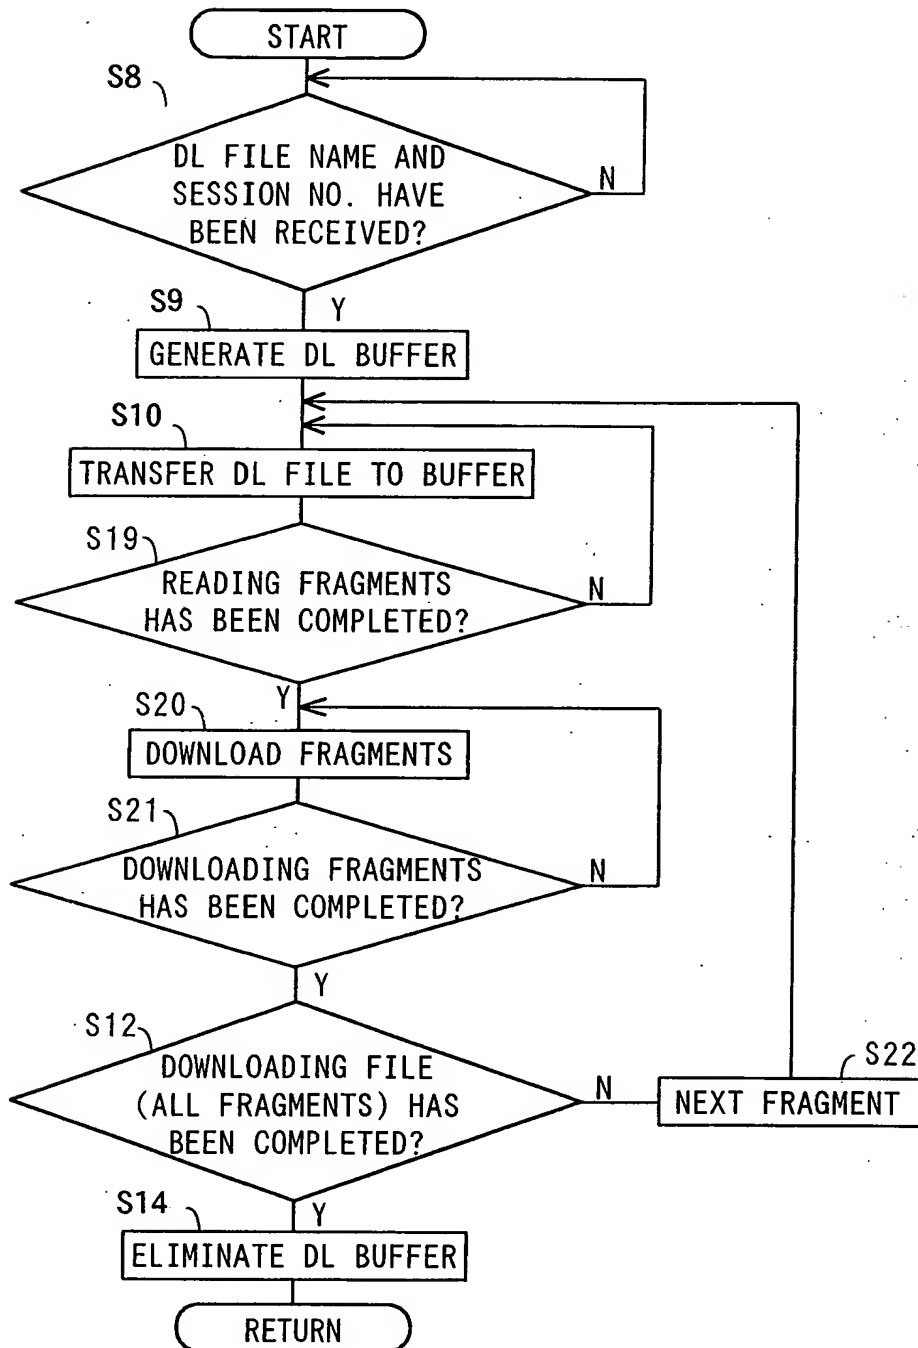 START
S8
DL FILE NAME AND
SESSION NO. HAVE
BEEN RECEIVED?
N
Y
S9
GENERATE DL BUFFER
S10
TRANSFER DL FILE TO BUFFER
S19
READING FRAGMENTS
HAS BEEN COMPLETED?
N
Y
S20
DOWNLOAD FRAGMENTS
S21
DOWNLOADING FRAGMENTS
HAS BEEN COMPLETED?
N
Y
S12
DOWNLOADING FILE
(ALL FRAGMENTS) HAS
BEEN COMPLETED?
N
S22
NEXT FRAGMENT
Y
S14
ELIMINATE DL BUFFER
RETURN